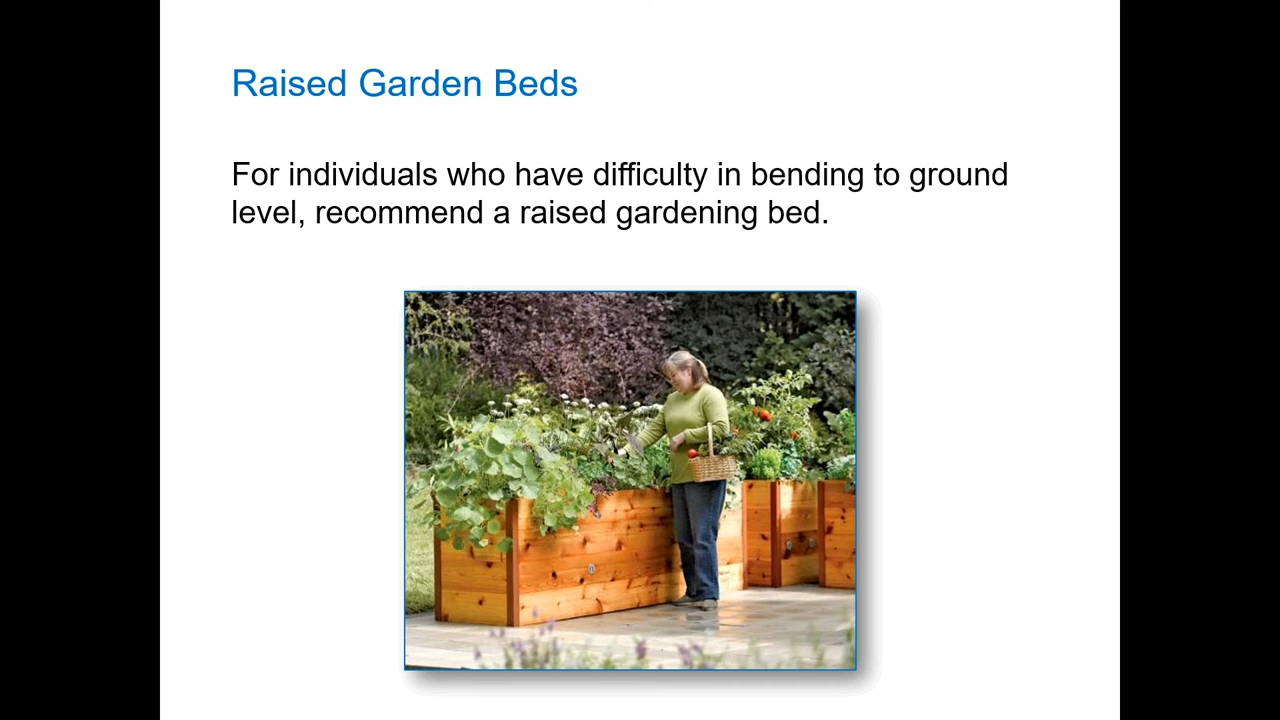 Raised Garden Beds
For individuals who have difficulty in bending to ground
level, recommend a raised gardening bed.